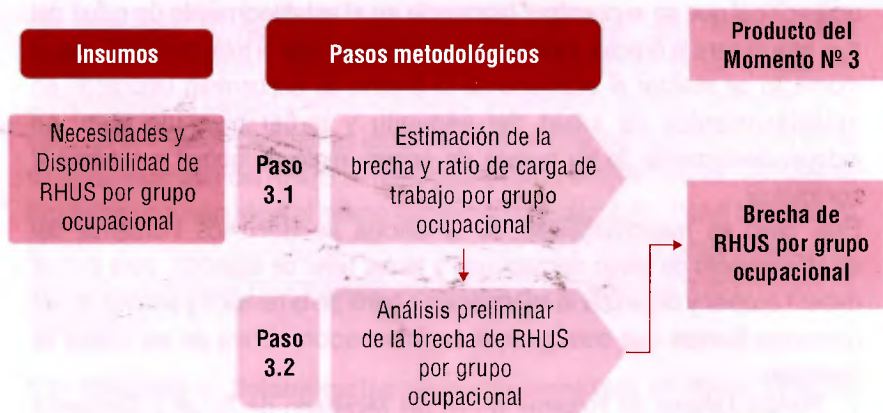 Insumos
Pasos metodológicos
Producto del
Momento Nº 3
Necesidades y
Disponibilidad de
RHUS por grupo
ocupacional
Paso
3.1
Estimación de la
brecha y ratio de carga de
trabajo por grupo
ocupacional
Paso
3.2
Análisis preliminar
de la brecha de RHUS
por grupo
ocupacional
Brecha de
RHUS por grupo
ocupacional